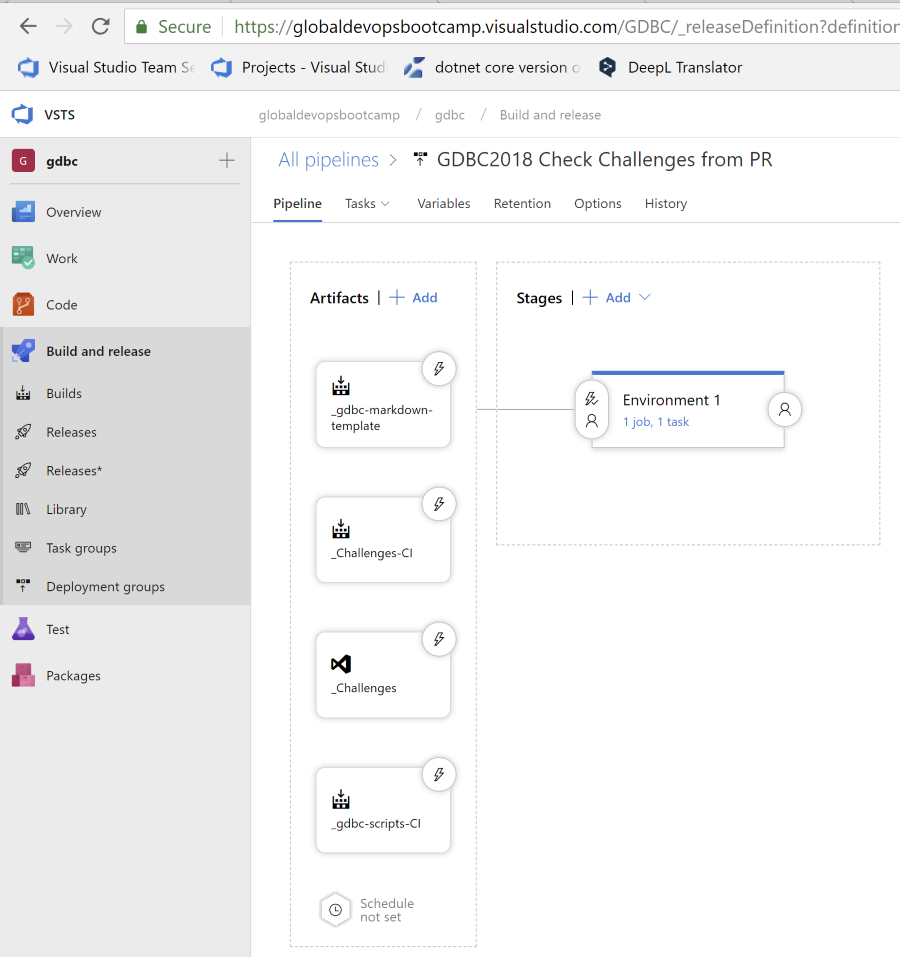 Secure https://globaldevopsbootcamp.visualstudio.com/GDBC/_releaseDefinition?definition
Visual Studio Team Se
Projects - Visual Studi
dotnet core version o
DeepL Translator
VSTS
globaldevopsbootcamp / gdbc / Build and release
G gdbc
All pipelines > GDBC2018 Check Challenges from PR
Pipeline Tasks Variables Retention Options History
Overview
Work
Code
Build and release
Builds
Releases
Releases*
Library
Task groups
Deployment groups
Test
Packages
Artifacts | + Add
_gdbc-markdown-
template
_Challenges-CI
_Challenges
_gdbc-scripts-CI
Schedule
not set
Stages | + Add
Environment 1
1 job, 1 task